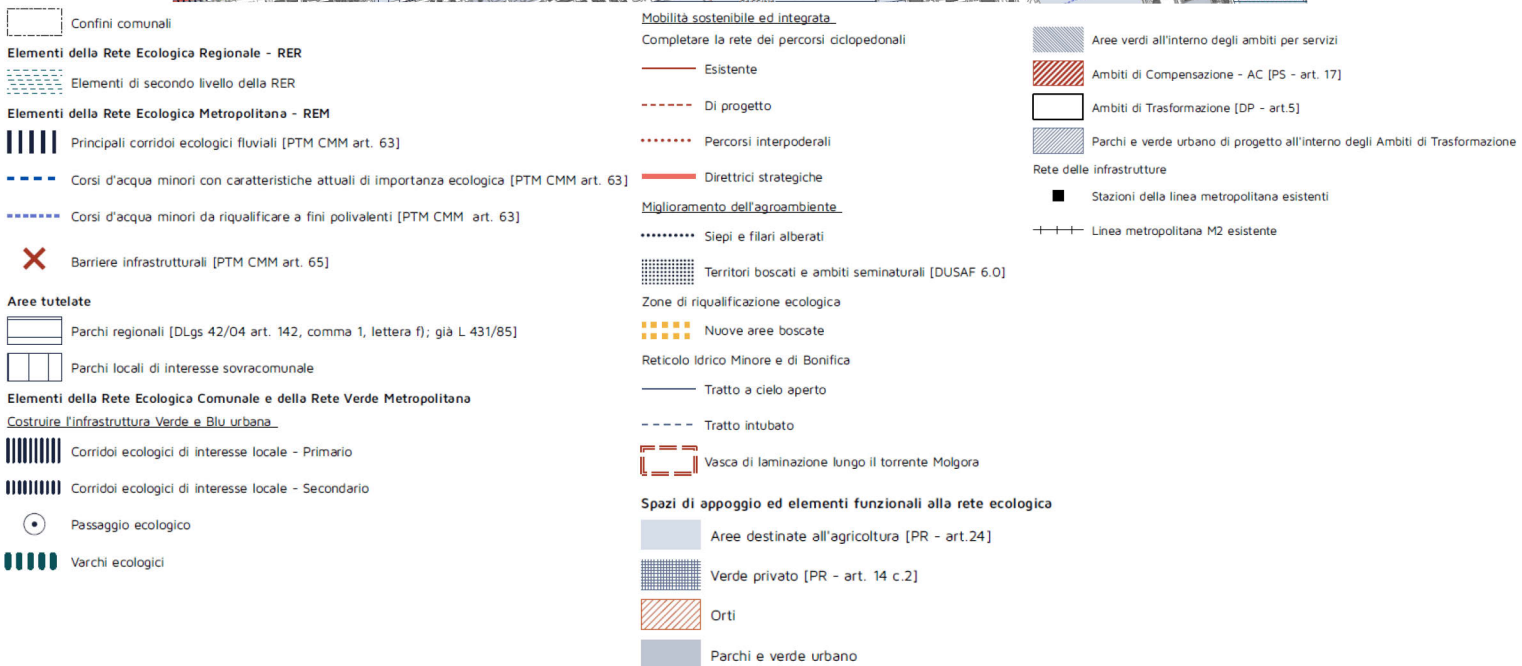 Confini comunali
Elementi della Rete Ecologica Regionale - RER
Elementi di secondo livello della RER
Elementi della Rete Ecologica Metropolitana - REM
Principali corridoi ecologici fluviali [PTM CMM art. 63]
Corsi d'acqua minori con caratteristiche attuali di importanza ecologica [PTM CMM art. 63]
Corsi d'acqua minori da riqualificare a fini polivalenti [PTM CMM art. 63]
Barriere infrastrutturali [PTM CMM art. 65]
Aree tutelate
Parchi regionali [DLgs 42/04 art. 142, comma 1, lettera f); già L 431/85]
Parchi locali di interesse sovracomunale
Elementi della Rete Ecologica Comunale e della Rete Verde Metropolitana
Costruire l'infrastruttura Verde e Blu urbana
Corridoi ecologici di interesse locale - Primario
Corridoi ecologici di interesse locale - Secondario
Passaggio ecologico
Varchi ecologici
Mobilità sostenibile ed integrata
Completare la rete dei percorsi ciclopedonali
Esistente
Di progetto
Percorsi interpoderali
Direttrici strategiche
Miglioramento dell'agroambiente
Siepi e filari alberati
Territori boscati e ambiti seminaturali [DUSAF 6.0]
Zone di riqualificazione ecologica
Nuove aree boscate
Reticolo Idrico Minore e di Bonifica
Tratto a cielo aperto
Tratto intubato
Vasca di laminazione lungo il torrente Molgora
Spazi di appoggio ed elementi funzionali alla rete ecologica
Aree destinate all'agricoltura [PR - art.24]
Verde privato [PR - art. 14 c.2]
Orti
Parchi e verde urbano
Aree verdi all'interno degli ambiti per servizi
Ambiti di Compensazione - AC [PS - art. 17]
Ambiti di Trasformazione [DP - art.5]
Parchi e verde urbano di progetto all'interno degli Ambiti di Trasformazione
Rete delle infrastrutture
Stazioni della linea metropolitana esistenti
Linea metropolitana M2 esistente